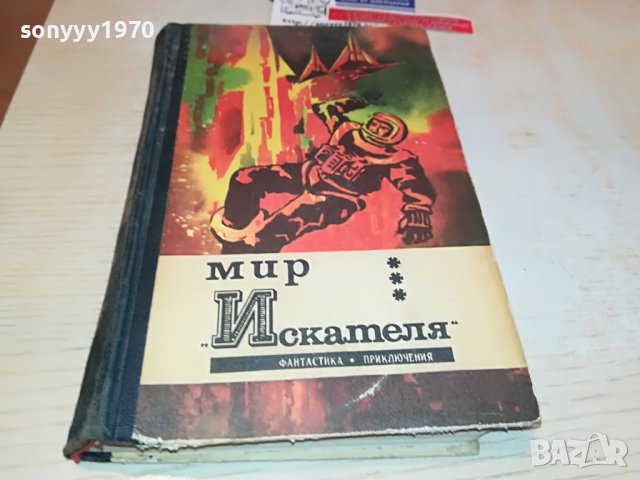 sonyyy1970
мир
***
„Искателя“
ФАНТАСТИКА • ПРИКЛЮЧЕНИЯ
BAZAR